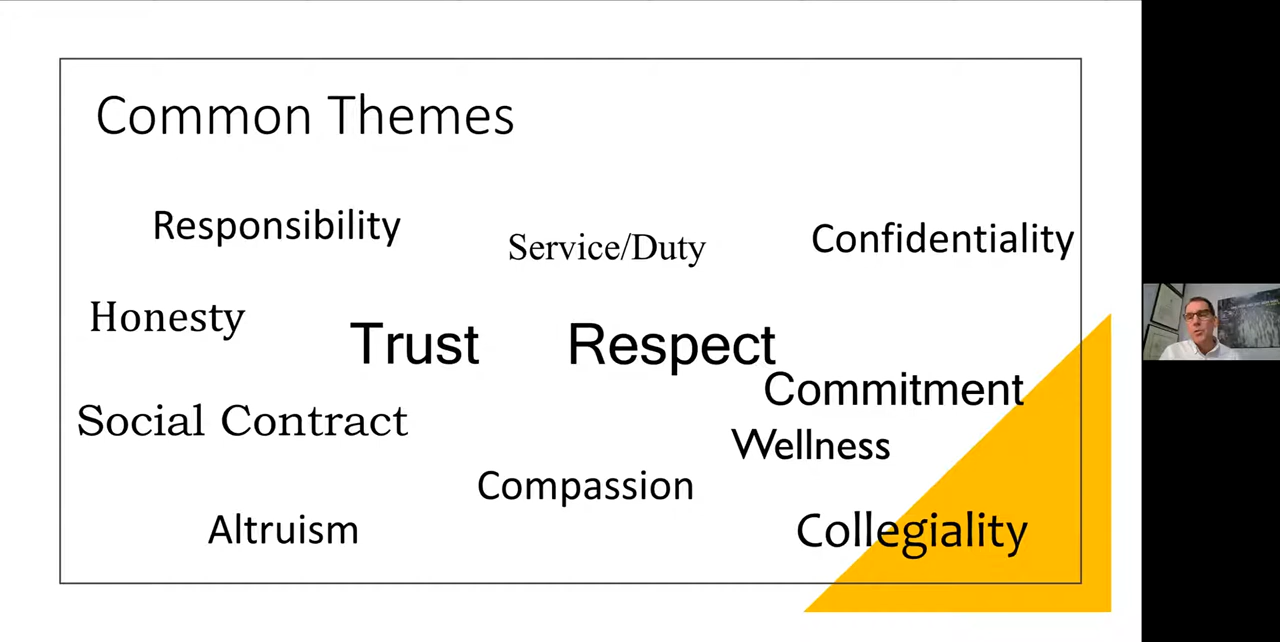 Common Themes
Responsibility
Service/Duty
Confidentiality
Honesty
Trust
Respect
Commitment
Social Contract
Wellness
Compassion
Altruism
Collegiality